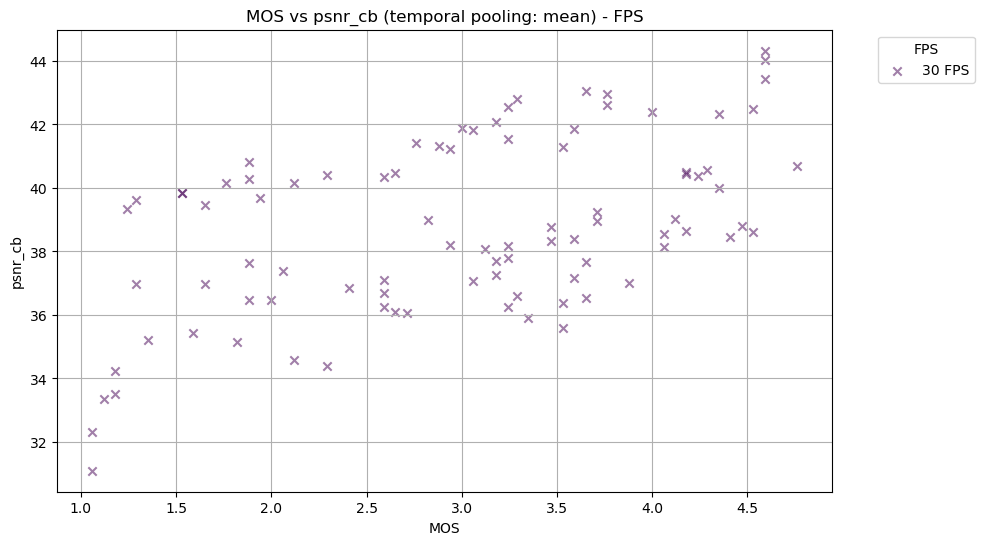 MOS vs psnr_cb (temporal pooling: mean) - FPS
FPS
30 FPS
psnr_cb
44
42
40
38
36
34
32
1.0 1.5 2.0 2.5 3.0 3.5 4.0 4.5
MOS